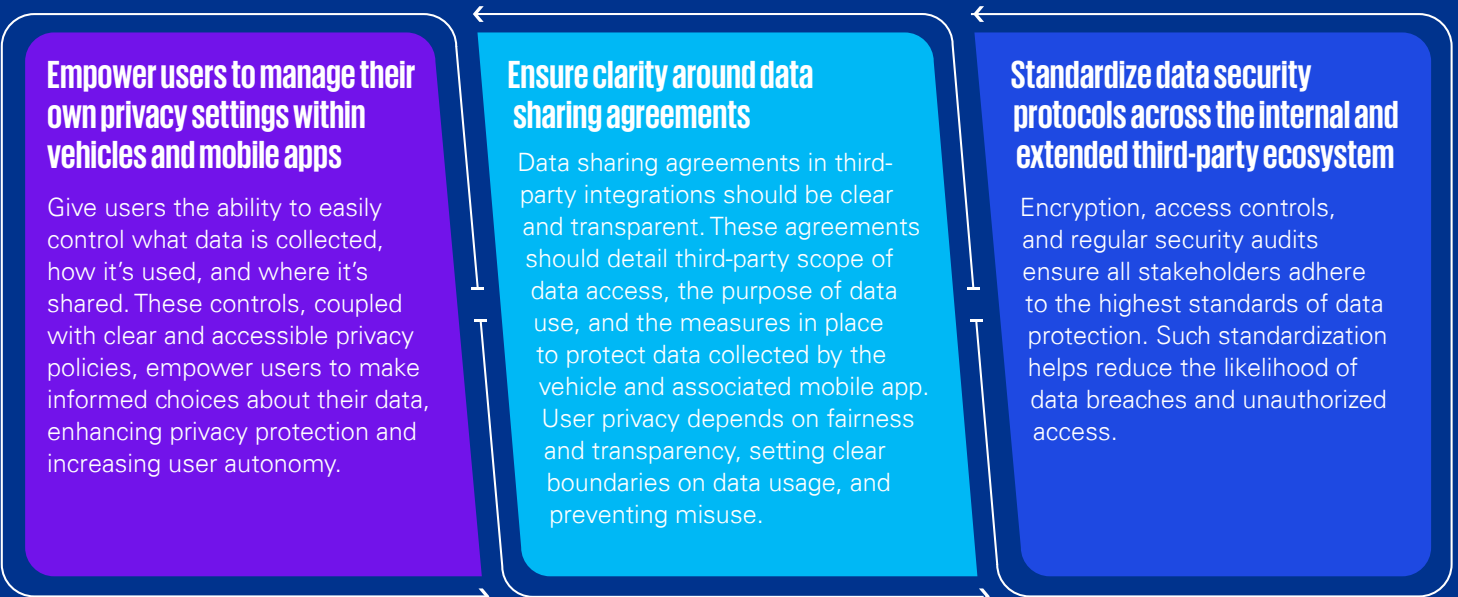 Empower users to manage their
own privacy settings within
vehicles and mobile apps
Give users the ability to easily
control what data is collected,
how it's used, and where it's
shared. These controls, coupled
with clear and accessible privacy
policies, empower users to make
informed choices about their data,
enhancing privacy protection and
increasing user autonomy.
Ensure clarity around data
sharing agreements
Data sharing agreements in third-
party integrations should be clear
and transparent. These agreements
should detail third-party scope of
data access, the purpose of data
use, and the measures in place
to protect data collected by the
vehicle and associated mobile app.
User privacy depends on fairness
and transparency, setting clear
boundaries on data usage, and
preventing misuse.
Standardize data security
protocols across the internal and
extended third-party ecosystem
Encryption, access controls,
and regular security audits
ensure all stakeholders adhere
to the highest standards of data
protection. Such standardization
helps reduce the likelihood of
data breaches and unauthorized
access.